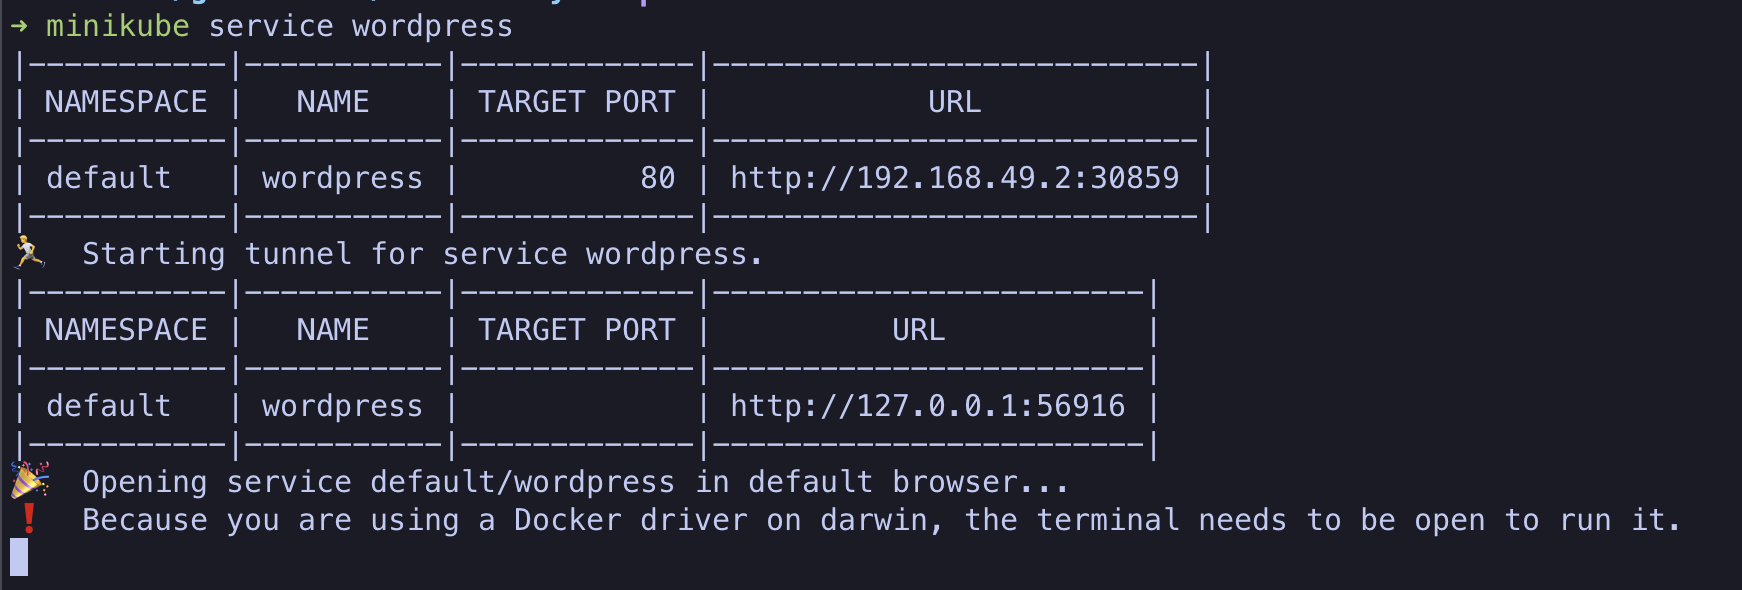 ➜ minikube service wordpress
|-----------|-----------|-------------|---------------------------|
| NAMESPACE |   NAME    | TARGET PORT |            URL            |
|-----------|-----------|-------------|---------------------------|
| default   | wordpress |          80 | http://192.168.49.2:30859 |
|-----------|-----------|-------------|---------------------------|
🏃  Starting tunnel for service wordpress.
|-----------|-----------|-------------|------------------------|
| NAMESPACE |   NAME    | TARGET PORT |          URL           |
|-----------|-----------|-------------|------------------------|
| default   | wordpress |             | http://127.0.0.1:56916 |
|-----------|-----------|-------------|------------------------|
🎉  Opening service default/wordpress in default browser...
❗  Because you are using a Docker driver on darwin, the terminal needs to be open to run it.